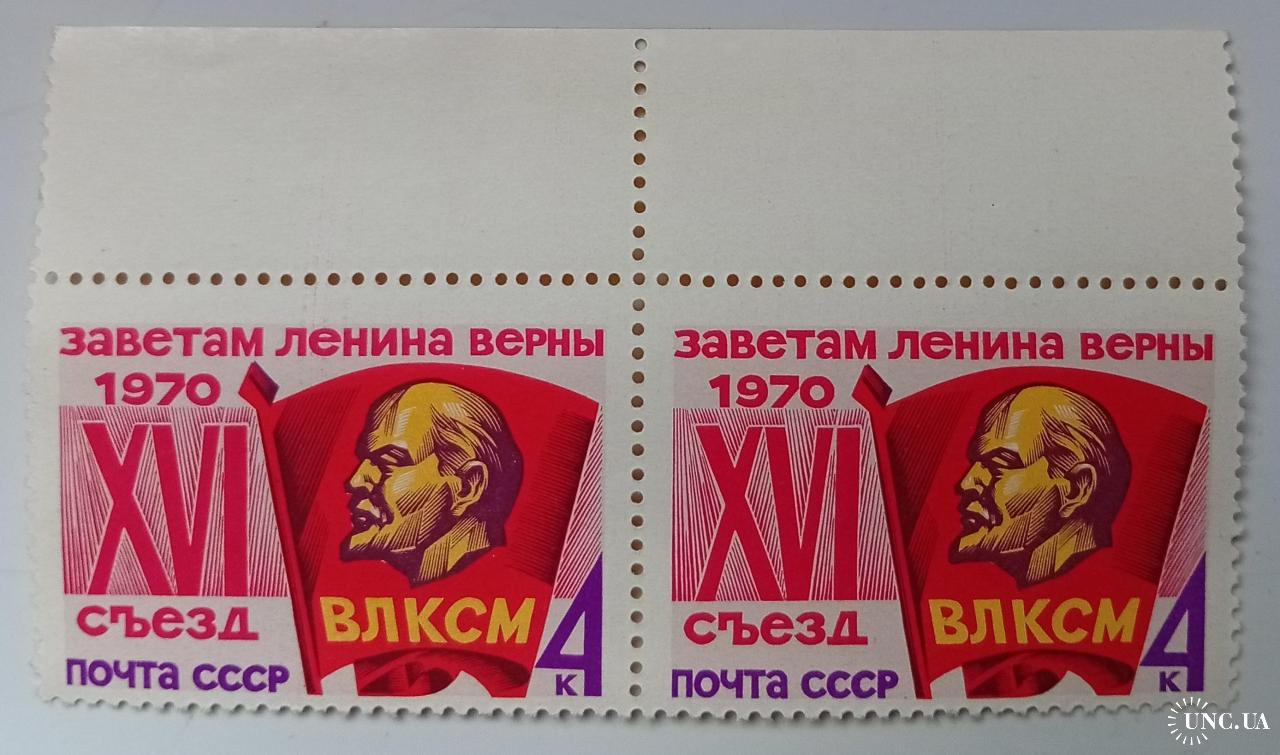 заветам ленина верны
1970
XVI
съезд
ВЛКСМ
почта СССР
4
к
заветам ленина верны
1970
XVI
съезд
ВЛКСМ
почта СССР
4
к
UNC.UA